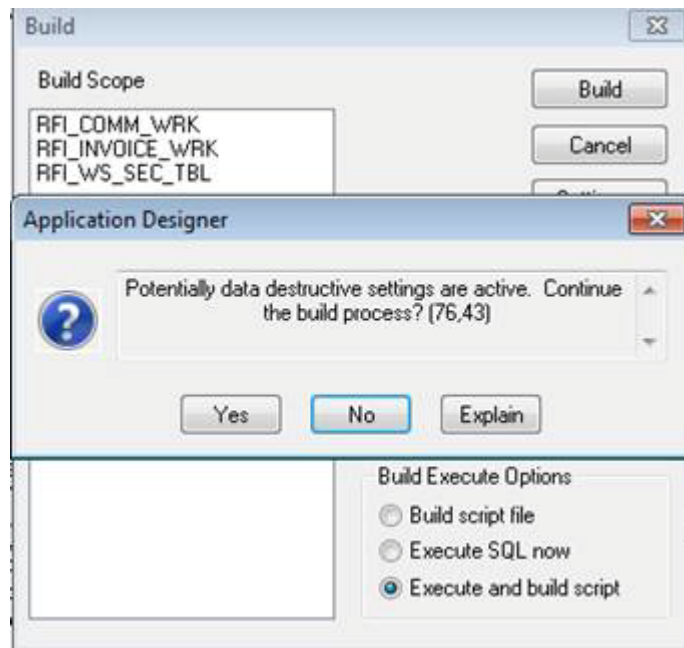 Build
Build Scope
Build
RFI_COMM_WRK
RFI_INVOICE_WRK
RFI_WS_SEC_TBL
Cancel
Application Designer
Potentially data destructive settings are active. Continue
the build process? (76,43)
Yes No Explain
Build Execute Options
Build script file
Execute SQL now
Execute and build script